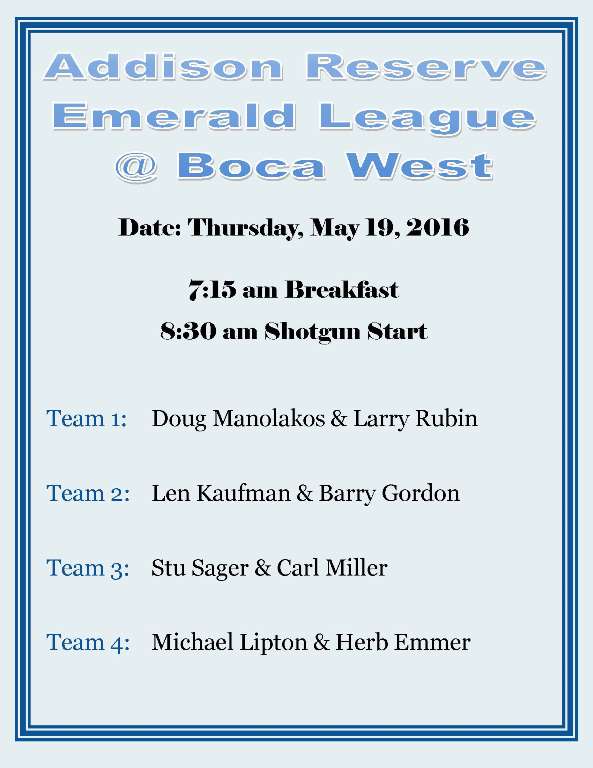 Addison Reserve
Emerald League
@ Boca West
Date: Thursday, May 19, 2016
7:15 am Breakfast
8:30 am Shotgun Start
Team 1: Doug Manolakos & Larry Rubin
Team 2: Len Kaufman & Barry Gordon
Team 3: Stu Sager & Carl Miller
Team 4: Michael Lipton & Herb Emmer